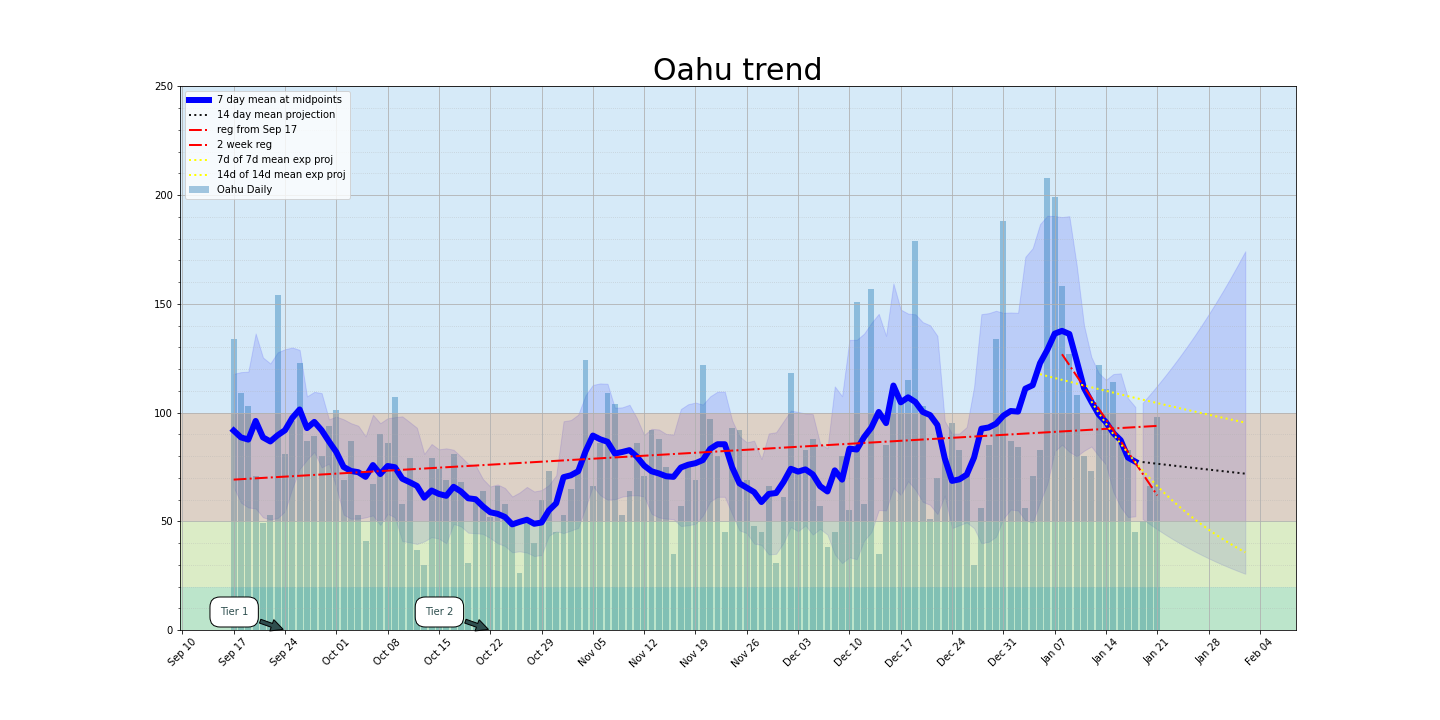 Oahu trend
250
200
150
100
50
0
7 day mean at midpoints
14 day mean projection
reg from Sep 17
2 week reg
7d of 7d mean exp proj
14d of 14d mean exp proj
Oahu Daily
Tier 1
Tier 2
Sep 10
Sep 17
Sep 24
Oct 01
Oct 08
Oct 15
Oct 22
Oct 29
Nov 05
Nov 12
Nov 19
Nov 26
Dec 03
Dec 10
Dec 17
Dec 24
Dec 31
Jan 07
Jan 14
Jan 21
Jan 28
Feb 04